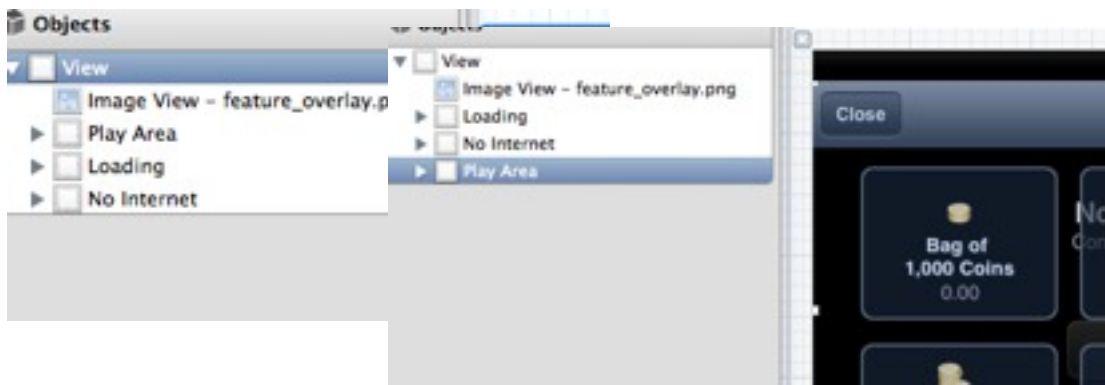 Objects
View
Image View – feature_overlay.p
Play Area
Loading
No Internet
Objects
View
Image View – feature_overlay.png
Loading
No Internet
Play Area
Close
Bag of
1,000 Coins
0.00